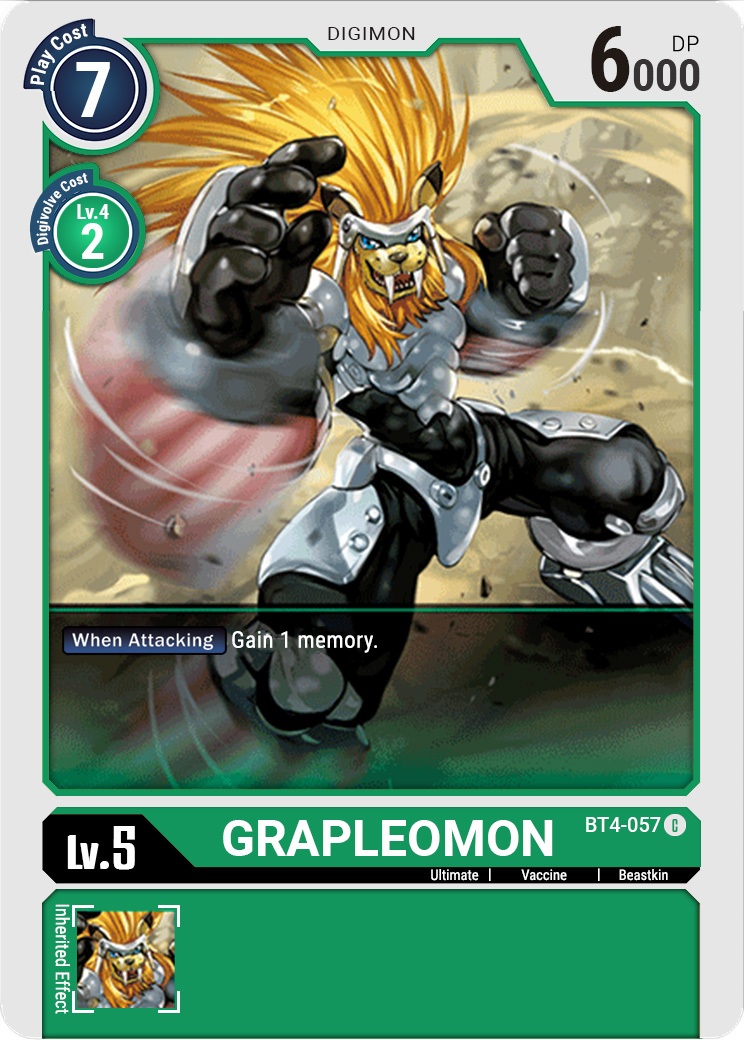 DIGIMON
Play Cost
7
6000
DP
Digivolve Cost
Lv.4
2
When Attacking Gain 1 memory.
Lv.5
GRAPLEOMON
BT4-057 C
Ultimate | Vaccine | Beastkin
Inherited Effect